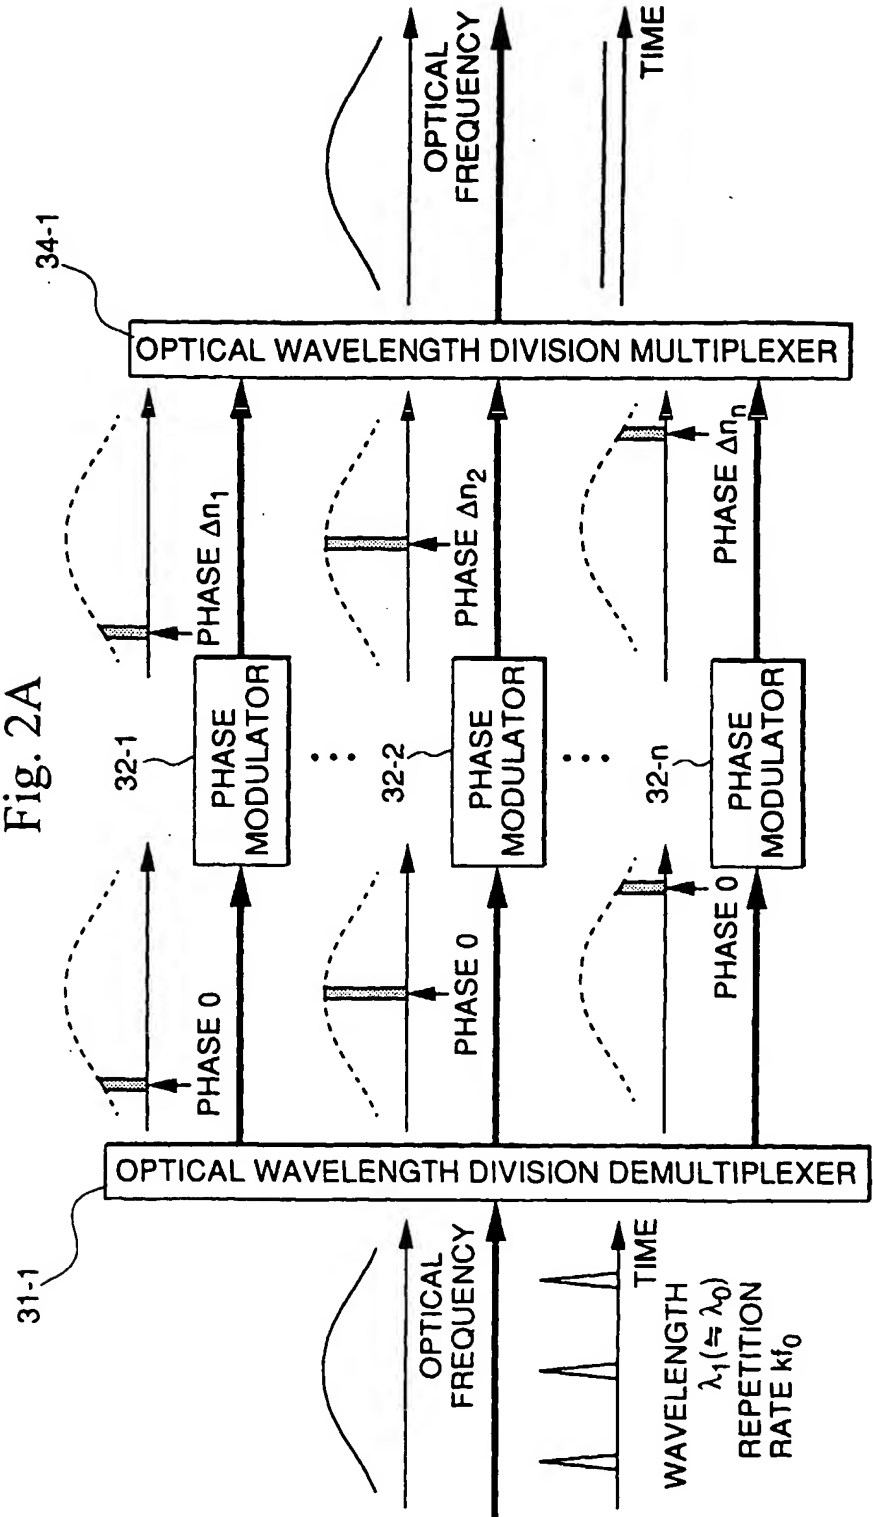 Fig. 2A
31-1
OPTICAL
FREQUENCY
TIME
WAVELENGTH
λ1(≒ λ0)
REPETITION
RATE kf0
OPTICAL WAVELENGTH DIVISION DEMULTIPLEXER
PHASE 0
PHASE 0
PHASE 0
32-1
PHASE
MODULATOR
• • •
32-2
PHASE
MODULATOR
• • •
32-n
PHASE
MODULATOR
PHASE Δn1
PHASE Δn2
PHASE Δnn
34-1
OPTICAL WAVELENGTH DIVISION MULTIPLEXER
OPTICAL
FREQUENCY
TIME